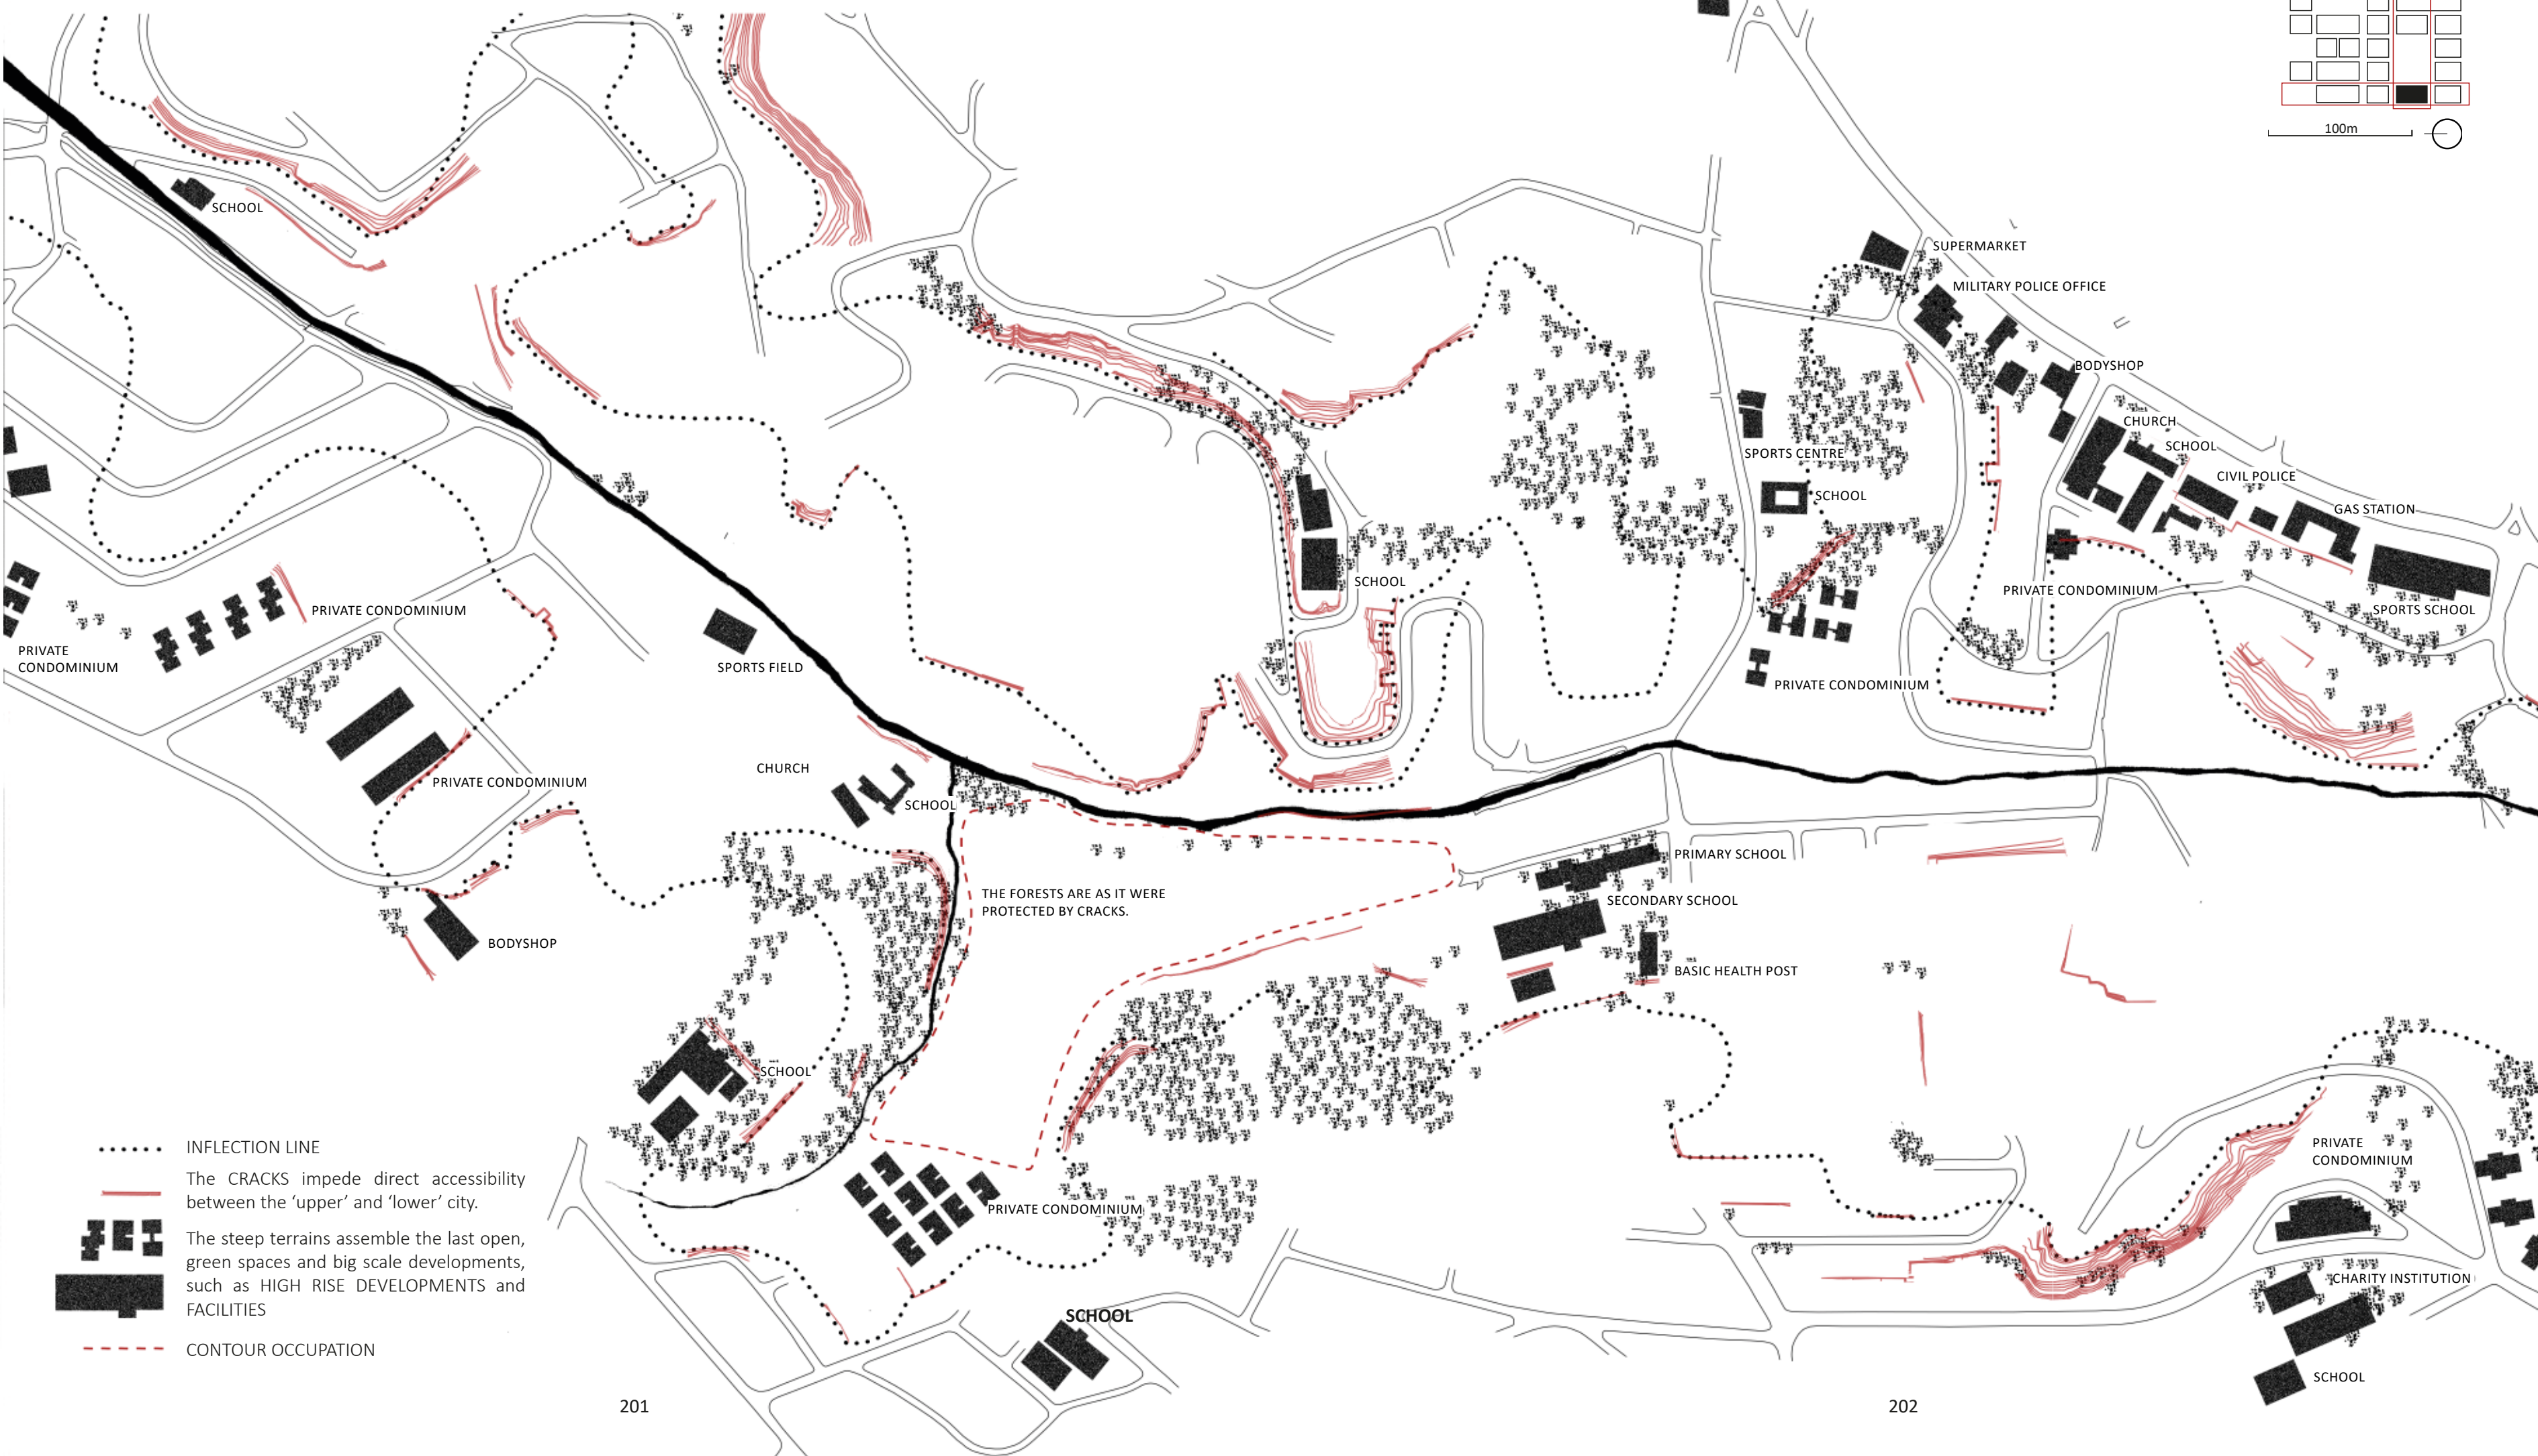 100m
SCHOOL
SUPERMARKET
MILITARY POLICE OFFICE
BODYSHOP
CHURCH
SCHOOL
CIVIL POLICE
GAS STATION
SPORTS CENTRE
SCHOOL
SCHOOL
PRIVATE CONDOMINIUM
SPORTS SCHOOL
PRIVATE CONDOMINIUM
PRIVATE
CONDOMINIUM
SPORTS FIELD
PRIVATE CONDOMINIUM
CHURCH
PRIVATE CONDOMINIUM
SCHOOL
PRIMARY SCHOOL
THE FORESTS ARE AS IT WERE
PROTECTED BY CRACKS.
SECONDARY SCHOOL
BODYSHOP
BASIC HEALTH POST
SCHOOL
PRIVATE
CONDOMINIUM
PRIVATE CONDOMINIUM
CHARITY INSTITUTION
SCHOOL
SCHOOL
INFLECTION LINE
The CRACKS impede direct accessibility
between the ‘upper’ and ‘lower’ city.
The steep terrains assemble the last open,
green spaces and big scale developments,
such as HIGH RISE DEVELOPMENTS and
FACILITIES
CONTOUR OCCUPATION
201
202